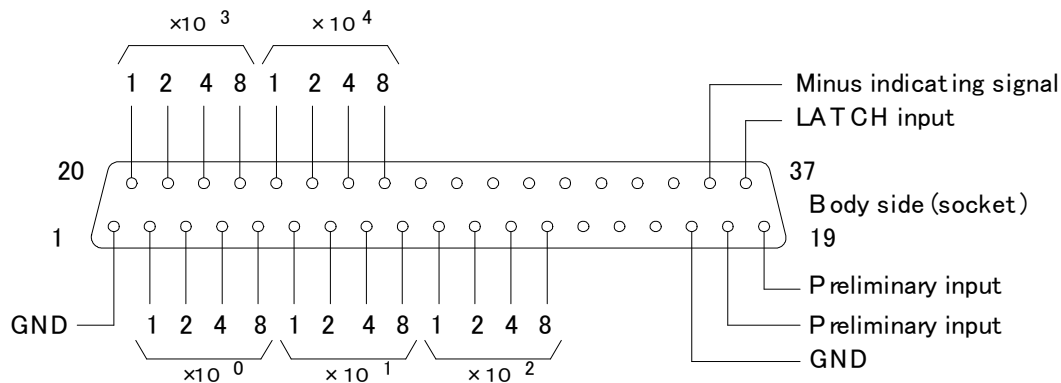 ×10 3 ×10 4
1 2 4 8 1 2 4 8
Minus indicating signal
LATCH input
20 37
Body side (socket)
1 19
Preliminary input
GND 1 2 4 8 1 2 4 8 1 2 4 8 Preliminary input
GND
×10 0 ×10 1 ×10 2